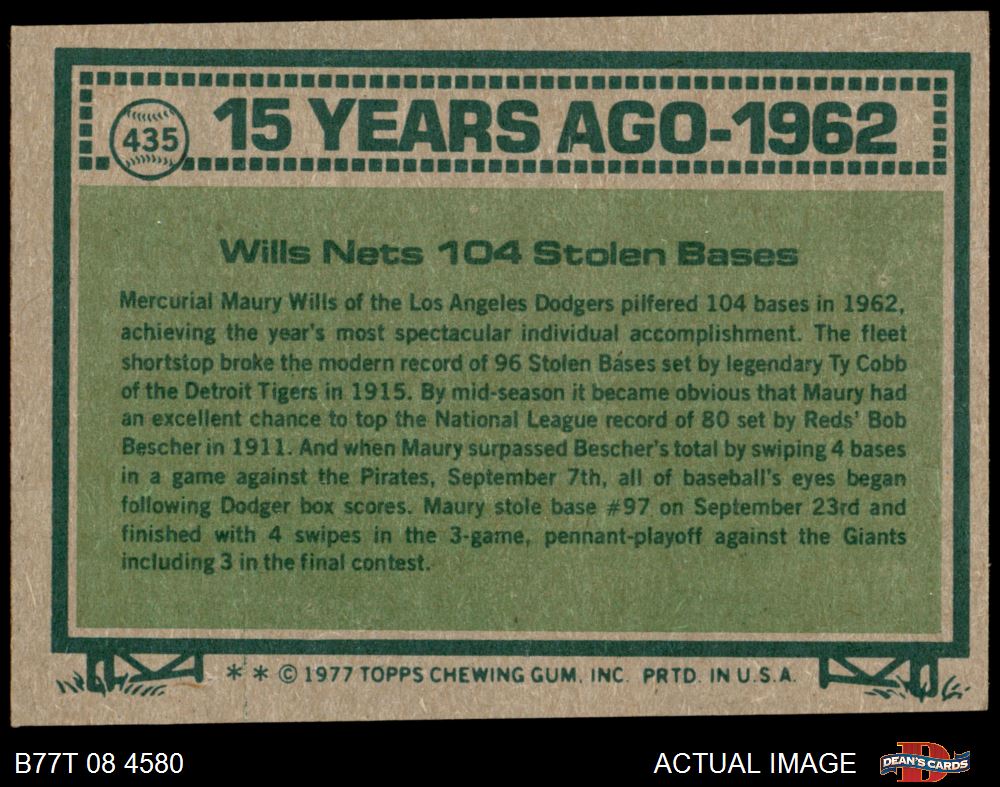 435
15 YEARS AGO-1962
Wills Nets 104 Stolen Bases
Mercurial Maury Wills of the Los Angeles Dodgers pilfered 104 bases in 1962,
achieving the year's most spectacular individual accomplishment. The fleet
shortstop broke the modern record of 96 Stolen Bases set by legendary Ty Cobb
of the Detroit Tigers in 1915. By mid-season it became obvious that Maury had
an excellent chance to top the National League record of 80 set by Reds' Bob
Bescher in 1911. And when Maury surpassed Bescher's total by swiping 4 bases
in a game against the Pirates, September 7th, all of baseball's eyes began
following Dodger box scores. Maury stole base #97 on September 23rd and
finished with 4 swipes in the 3-game, pennant-playoff against the Giants
including 3 in the final contest.
* * © 1977 TOPPS CHEWING GUM, INC. PRTD. IN U.S.A.
B77T 08 4580
ACTUAL IMAGE
D
DEAN'S CARDS